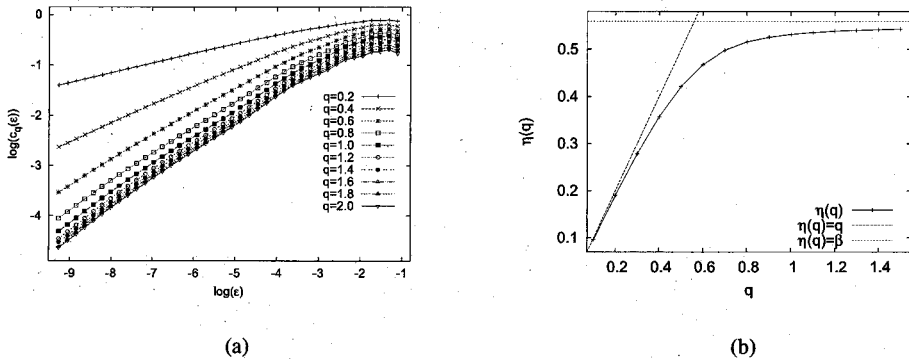 0
-1
-2
-3
-4
log(c_q(ε))
-9 -8 -7 -6 -5 -4 -3 -2 -1
log(ε)
q=0.2
q=0.4
q=0.6
q=0.8
q=1.0
q=1.2
q=1.4
q=1.6
q=1.8
q=2.0
(a)
0.5
0.4
0.3
0.2
0.1
η(q)
0.2 0.4 0.6 0.8 1 1.2 1.4
q
η(q)
η(q)=q
η(q)=β
(b)